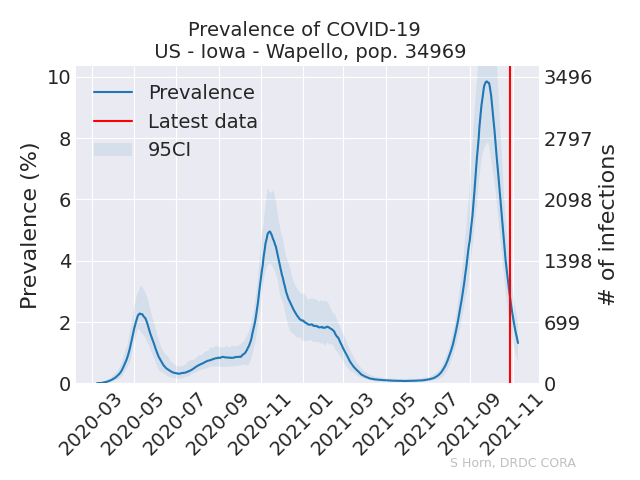 Prevalence of COVID-19
US - Iowa - Wapello, pop. 34969
Prevalence
Latest data
95CI
Prevalence (%)
10
8
6
4
2
0
3496
2797
2098
1398
699
0
# of infections
2020-03
2020-05
2020-07
2020-09
2020-11
2021-01
2021-03
2021-05
2021-07
2021-09
2021-11
S Horn, DRDC CORA